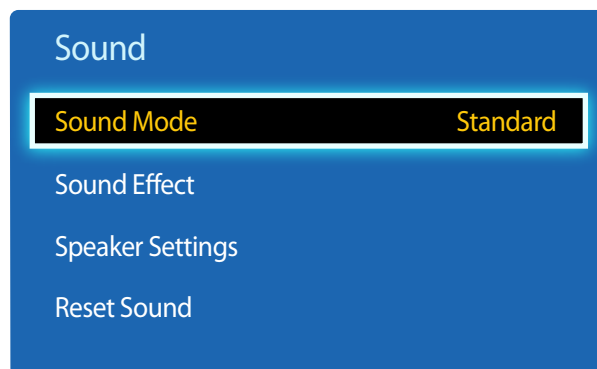 Sound
Sound Mode Standard
Sound Effect
Speaker Settings
Reset Sound